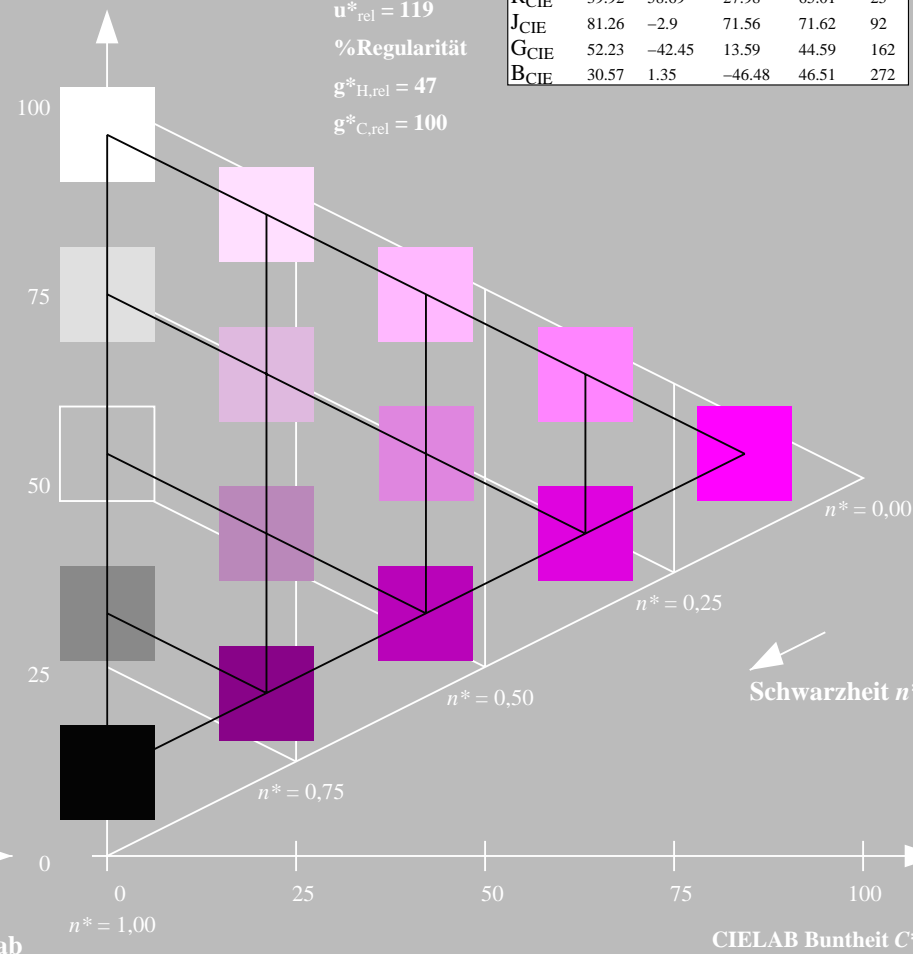 u*rel = 119
%Regularität
g*H,rel = 47
g*C,rel = 100
JCIE 81.26 −2.9 71.56 71.62 92
GCIE 52.23 −42.45 13.59 44.59 162
BCIE 30.57 1.35 −46.48 46.51 272
100
75
50
25
0
n* = 0,00
n* = 0,25
Schwarzheit n*
n* = 0,50
n* = 0,75
0 25 50 75 100
n* = 1,00
ab
CIELAB Buntheit C*